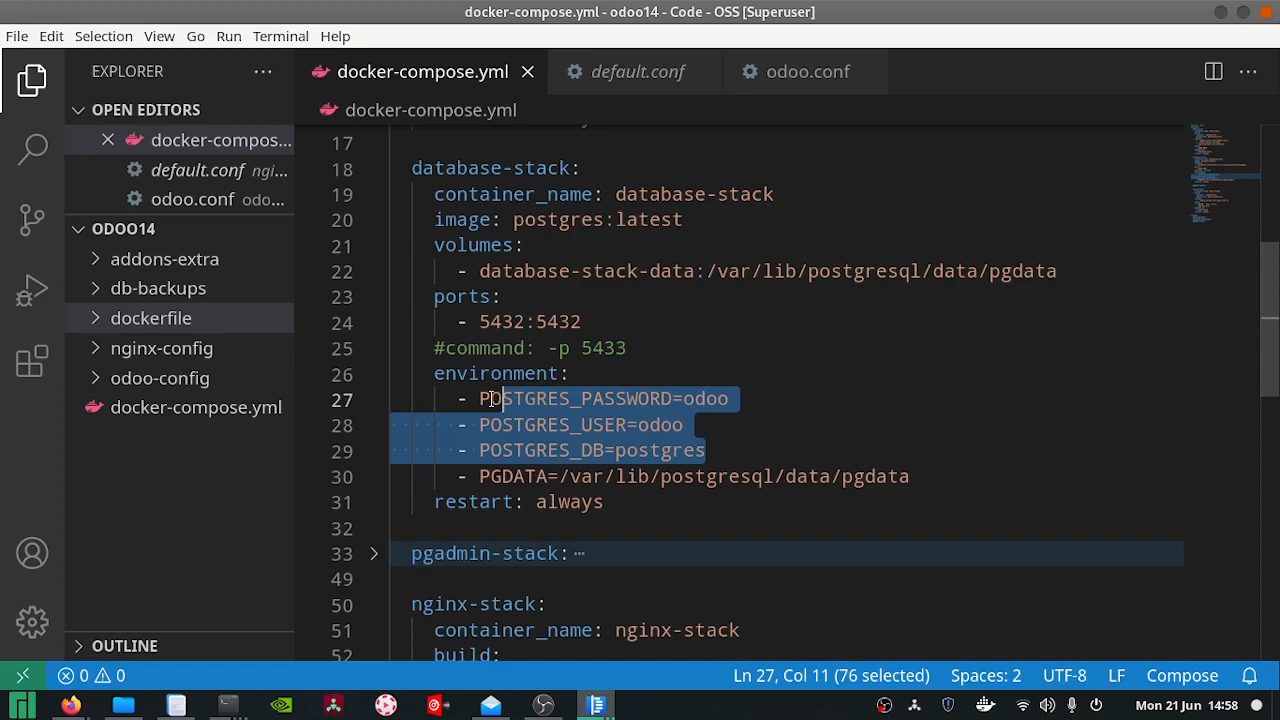 docker-compose.yml - odoo14 - Code - OSS [Superuser]
File Edit Selection View Go Run Terminal Help
EXPLORER
docker-compose.yml
default.conf
odoo.conf
OPEN EDITORS
docker-compose.yml
docker-compos...
default.conf ngi...
odoo.conf odo...
ODOO14
addons-extra
db-backups
dockerfile
nginx-config
odoo-config
docker-compose.yml
OUTLINE
17
18 database-stack:
19 container_name: database-stack
20 image: postgres:latest
21 volumes:
22 - database-stack-data:/var/lib/postgresql/data/pgdata
23 ports:
24 - 5432:5432
25 #command: -p 5433
26 environment:
27 - POSTGRES_PASSWORD=odoo
28 - POSTGRES_USER=odoo
29 - POSTGRES_DB=postgres
30 - PGDATA=/var/lib/postgresql/data/pgdata
31 restart: always
32
33 pgadmin-stack:
49
50 nginx-stack:
51 container_name: nginx-stack
52 build:
0 0 Ln 27, Col 11 (76 selected) Spaces: 2 UTF-8 LF Compose
Mon 21 Jun 14:58